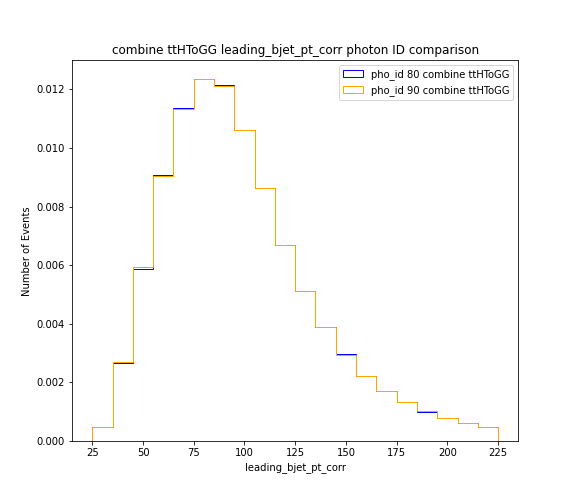 combine ttHToGG leading_bjet_pt_corr photon ID comparison
pho_id 80 combine ttHToGG
pho_id 90 combine ttHToGG
0.012
0.010
0.008
0.006
0.004
0.002
0.000
Number of Events
25 50 75 100 125 150 175 200 225
leading_bjet_pt_corr